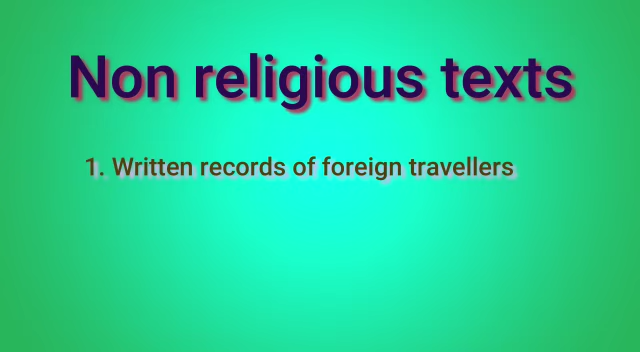 Non religious texts
1. Written records of foreign travellers